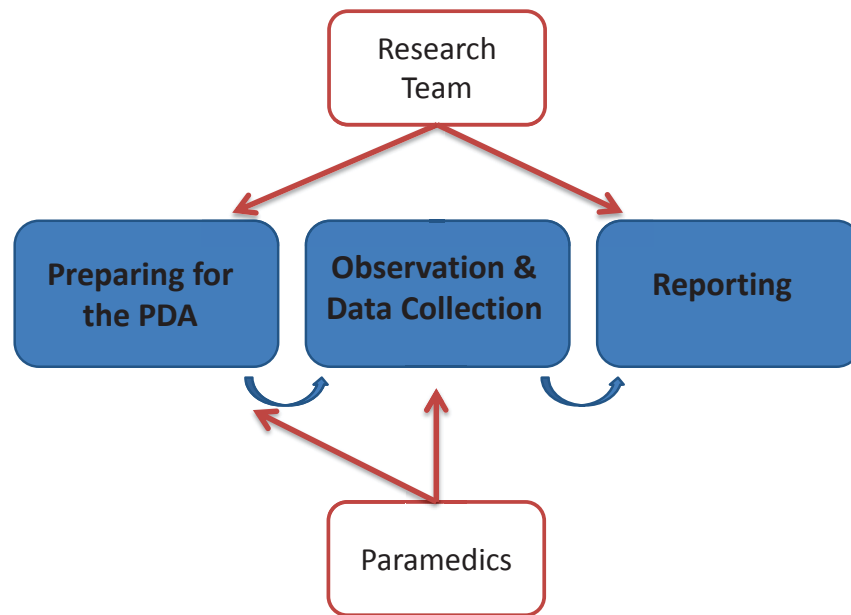 Research
Team
Preparing for
the PDA
Observation &
Data Collection
Reporting
Paramedics